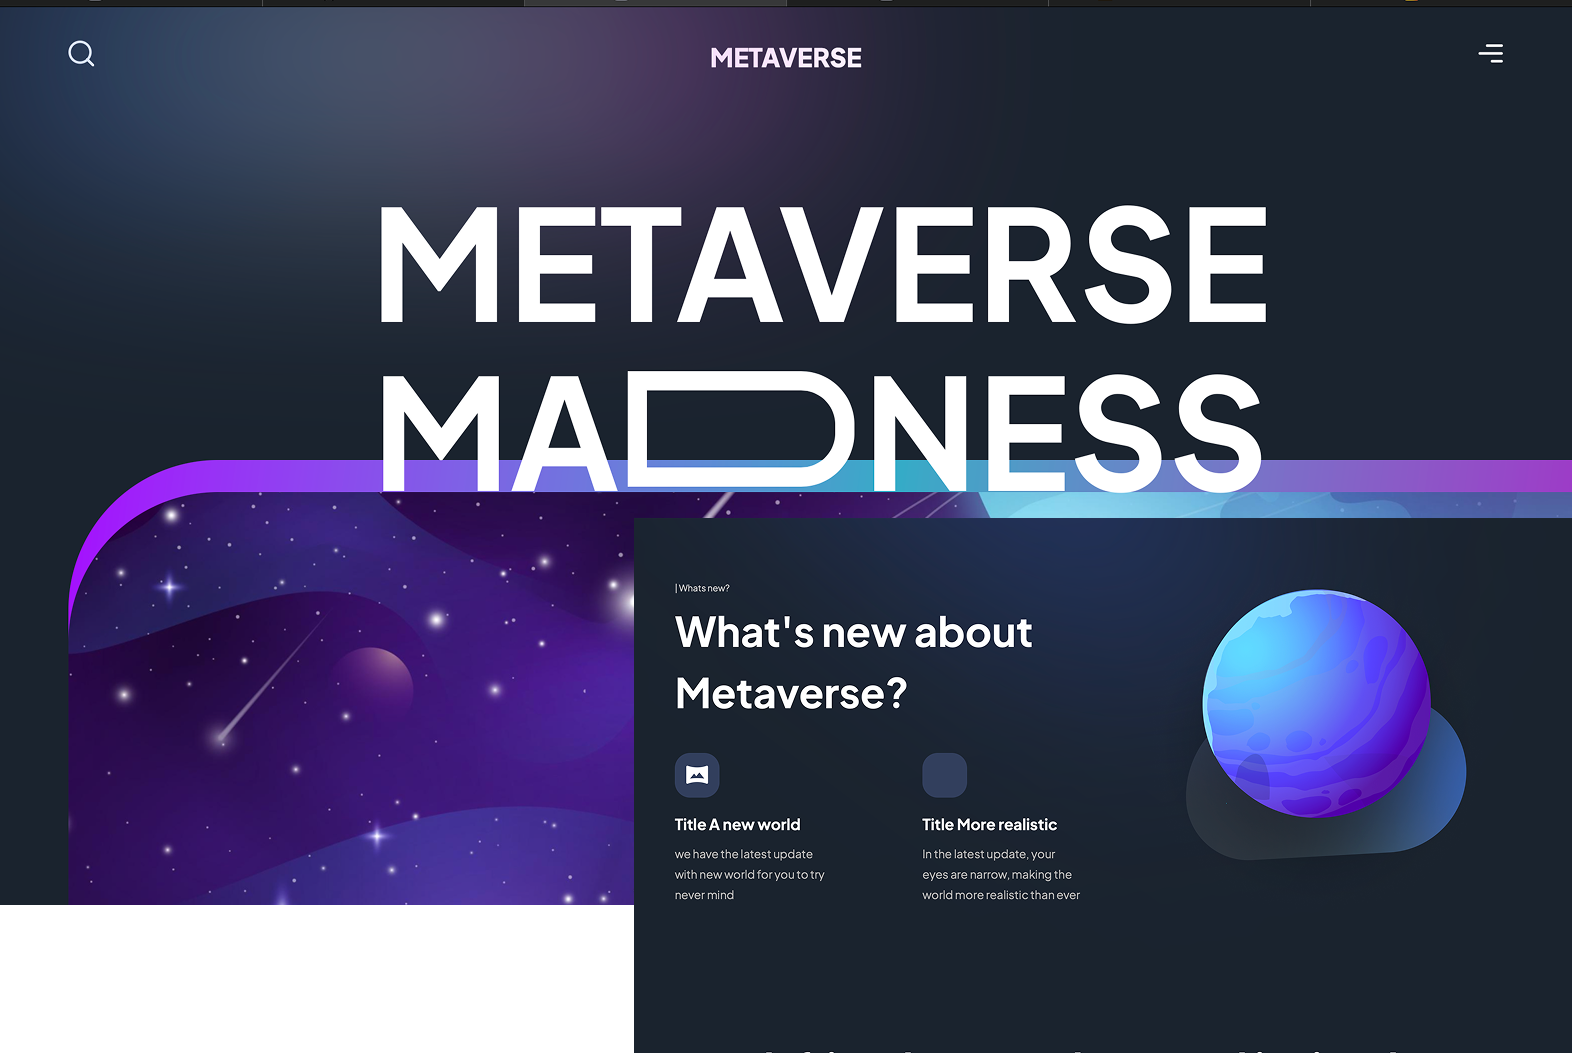 METAVERSE
METAVERSE
MADNESS
| Whats new?
What's new about
Metaverse?
Title A new world
we have the latest update
with new world for you to try
never mind
Title More realistic
In the latest update, your
eyes are narrow, making the
world more realistic than ever